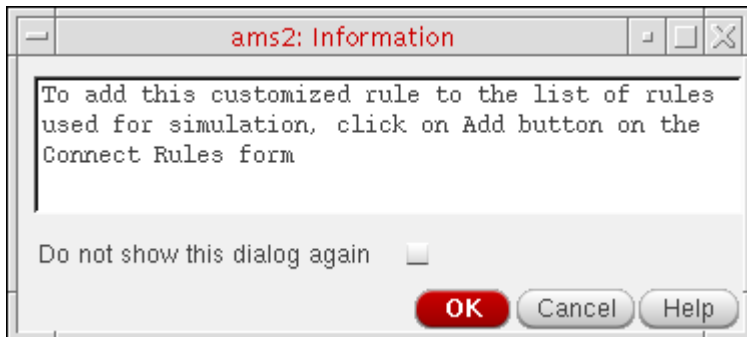 ams2: Information
To add this customized rule to the list of rules
used for simulation, click on Add button on the
Connect Rules form
Do not show this dialog again
OK Cancel Help